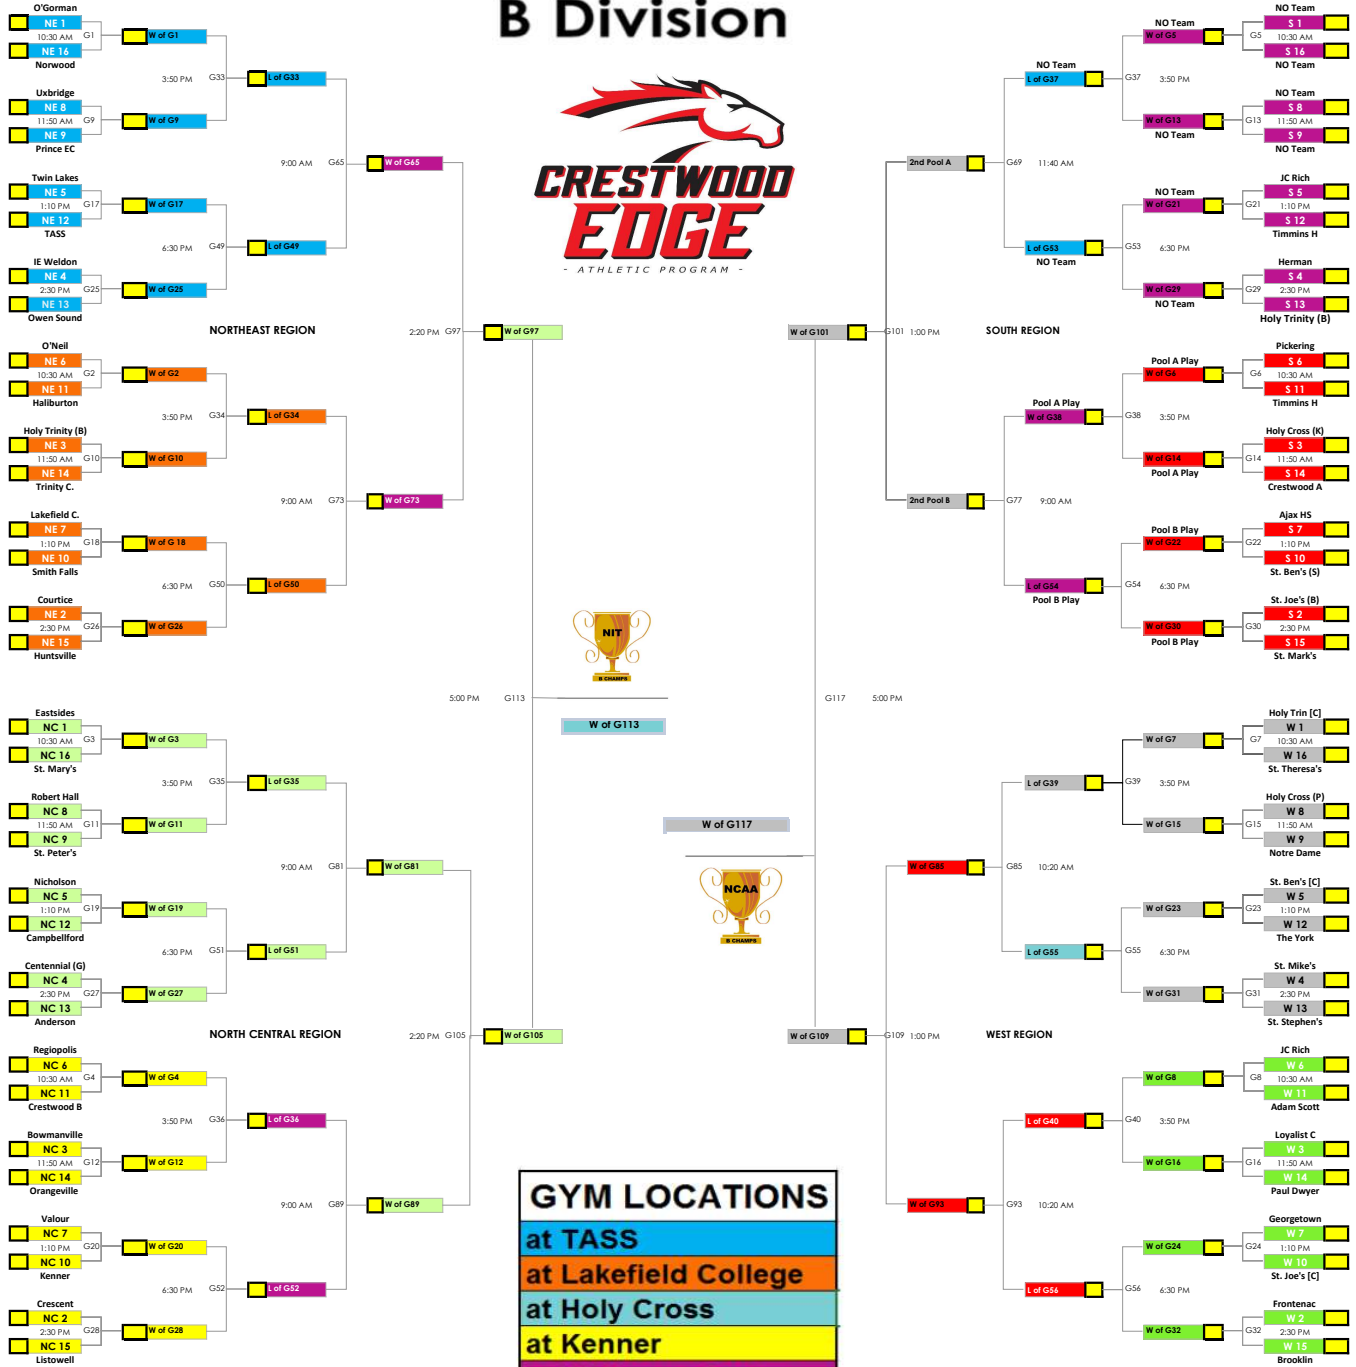 B Division
O'Gorman
NE 1
10:30 AM
G1
NE 16
Norwood
W of G1
3:50 PM
G33
Uxbridge
NE 8
11:50 AM
G9
NE 9
Prince EC
W of G9
L of G33
9:00 AM
G65
Twin Lakes
NE 5
1:10 PM
G17
NE 12
TASS
W of G17
6:30 PM
G49
IE Weldon
NE 4
2:30 PM
G25
NE 13
Owen Sound
W of G25
L of G49
W of G65
NORTHEAST REGION
2:20 PM
G97
W of G97
O'Neil
NE 6
10:30 AM
G2
NE 11
Haliburton
W of G2
3:50 PM
G34
Holy Trinity (B)
NE 3
11:50 AM
G10
NE 14
Trinity C.
W of G10
L of G34
9:00 AM
G73
W of G73
Lakefield C.
NE 7
1:10 PM
G18
NE 10
Smith Falls
W of G 18
6:30 PM
G50
Courtice
NE 2
2:30 PM
G26
NE 15
Huntsville
W of G26
L of G50
5:00 PM
G113
W of G113
Eastsides
NC 1
10:30 AM
G3
NC 16
St. Mary's
W of G3
3:50 PM
G35
Robert Hall
NC 8
11:50 AM
G11
NC 9
St. Peter's
W of G11
L of G35
9:00 AM
G81
W of G81
Nicholson
NC 5
1:10 PM
G19
NC 12
Campbellford
W of G19
6:30 PM
G51
Centennial (G)
NC 4
2:30 PM
G27
NC 13
Anderson
W of G27
L of G51
NORTH CENTRAL REGION
2:20 PM
G105
W of G105
Regiopolis
NC 6
10:30 AM
G4
NC 11
Crestwood B
W of G4
3:50 PM
G36
Bowmanville
NC 3
11:50 AM
G12
NC 14
Orangeville
W of G12
L of G36
9:00 AM
G89
W of G89
Valour
NC 7
1:10 PM
G20
NC 10
Kenner
W of G20
6:30 PM
G52
Crescent
NC 2
2:30 PM
G28
NC 15
Listowell
W of G28
L of G52
CRESTWOOD
EDGE
- ATHLETIC PROGRAM -
NIT
B CHAMPS
W of G117
NCAA
B CHAMPS
GYM LOCATIONS
at TASS
at Lakefield College
at Holy Cross
at Kenner
NO Team
S 1
G5
10:30 AM
S 16
NO Team
NO Team
W of G5
G37
3:50 PM
NO Team
S 8
G13
11:50 AM
S 9
NO Team
W of G13
NO Team
NO Team
L of G37
2nd Pool A
G69
11:40 AM
JC Rich
S 5
G21
1:10 PM
S 12
Timmins H
NO Team
W of G21
G53
6:30 PM
Herman
S 4
G29
2:30 PM
S 13
Holy Trinity (B)
W of G29
NO Team
L of G53
NO Team
W of G101
G101
1:00 PM
SOUTH REGION
Pickering
S 6
G6
10:30 AM
S 11
Timmins H
Pool A Play
W of G6
G38
3:50 PM
Holy Cross (K)
S 3
G14
11:50 AM
S 14
Crestwood A
W of G14
Pool A Play
Pool A Play
W of G38
2nd Pool B
G77
9:00 AM
Ajax HS
S 7
G22
1:10 PM
S 10
St. Ben's (S)
Pool B Play
W of G22
G54
6:30 PM
St. Joe's (B)
S 2
G30
2:30 PM
S 15
St. Mark's
W of G30
Pool B Play
L of G54
Pool B Play
G117
5:00 PM
Holy Trin [C]
W 1
G7
10:30 AM
W 16
St. Theresa's
W of G7
G39
3:50 PM
Holy Cross (P)
W 8
G15
11:50 AM
W 9
Notre Dame
W of G15
L of G39
W of G85
G85
10:20 AM
St. Ben's [C]
W 5
G23
1:10 PM
W 12
The York
W of G23
G55
6:30 PM
St. Mike's
W 4
G31
2:30 PM
W 13
St. Stephen's
W of G31
L of G55
W of G109
G109
1:00 PM
WEST REGION
JC Rich
W 6
G8
10:30 AM
W 11
Adam Scott
W of G8
G40
3:50 PM
Loyalist C
W 3
G16
11:50 AM
W 14
Paul Dwyer
W of G16
L of G40
W of G93
G93
10:20 AM
Georgetown
W 7
G24
1:10 PM
W 10
St. Joe's [C]
W of G24
G56
6:30 PM
Frontenac
W 2
G32
2:30 PM
W 15
Brooklin
W of G32
L of G56